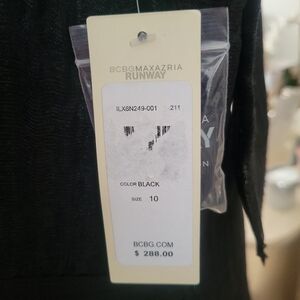 BCBGMAXAZRIA
RUNWAY
ILX6N249-001 211
COLOR BLACK
SIZE 10
BCBG.COM
$ 288.00
A
Y
N